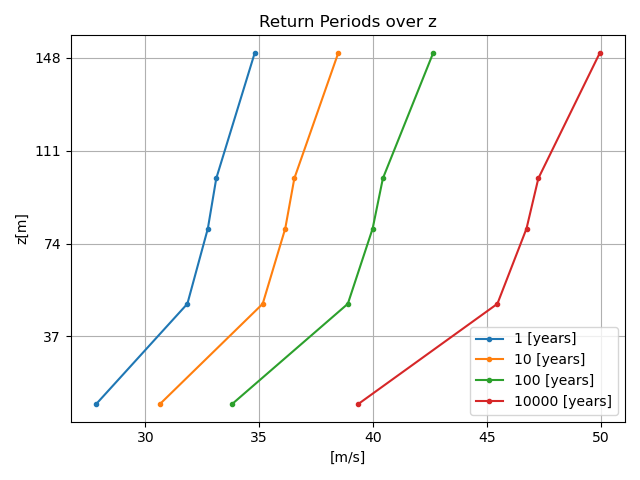 Return Periods over z
148
111
74
37
z[m]
30
35
40
45
50
[m/s]
1 [years]
10 [years]
100 [years]
10000 [years]